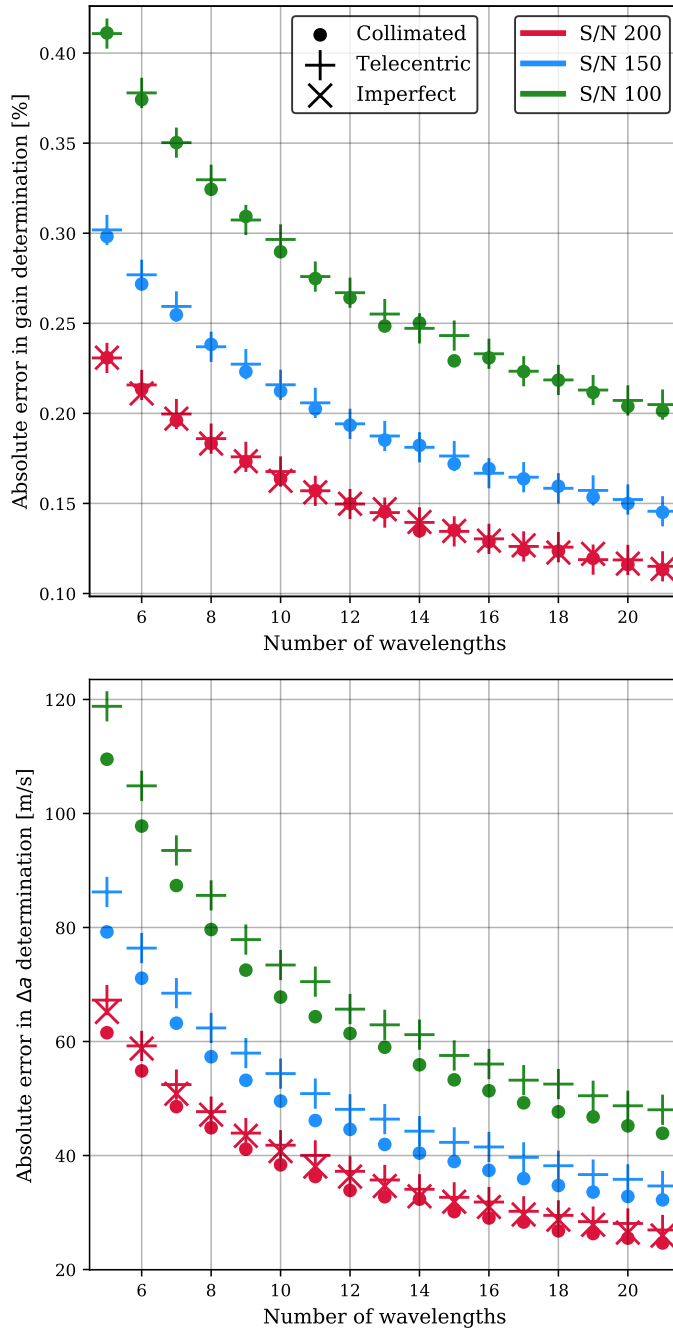 Absolute error in gain determination [%]
0.40
0.35
0.30
0.25
0.20
0.15
0.10
Collimated
Telecentric
Imperfect
S/N 200
S/N 150
S/N 100
6 8 10 12 14 16 18 20
Number of wavelengths
Absolute error in Δa determination [m/s]
120
100
80
60
40
20
6 8 10 12 14 16 18 20
Number of wavelengths